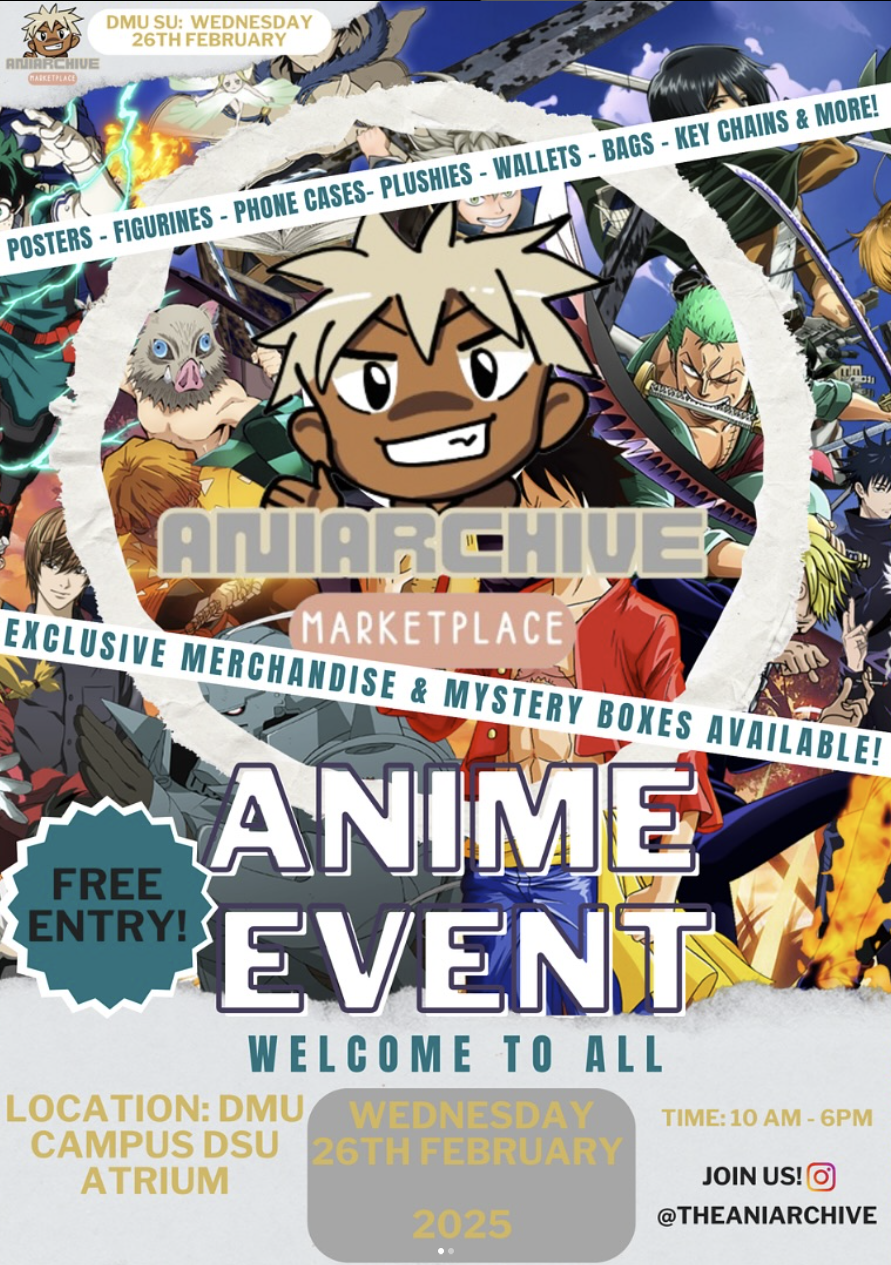 DMU SU: WEDNESDAY
26TH FEBRUARY
ANIARCHIVE
MARKETPLACE
POSTERS - FIGURINES - PHONE CASES- PLUSHIES - WALLETS - BAGS - KEY CHAINS & MORE!
ANIARCHIVE
MARKETPLACE
EXCLUSIVE MERCHANDISE & MYSTERY BOXES AVAILABLE!
ANIME
EVENT
FREE
ENTRY!
WELCOME TO ALL
LOCATION: DMU
CAMPUS DSU
ATRIUM
WEDNESDAY
26TH FEBRUARY
2025
TIME: 10 AM - 6PM
JOIN US!
@THEANIARCHIVE